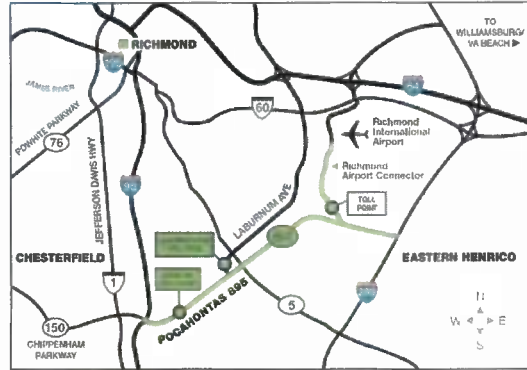 TO
WILLIAMSBURG/
VA BEACH
RICHMOND
JAMES RIVER
POWHITE PARKWAY
76
JEFFERSON DAVIS HWY
60
Richmond
International
Airport
Richmond
Airport Connector
TOLL
POINT
LABURNUM AVE
95
CHESTERFIELD
EASTERN HENRICO
1
5
POCAHONTAS 895
150
CHIPPENHAM
PARKWAY
N
W
E
S